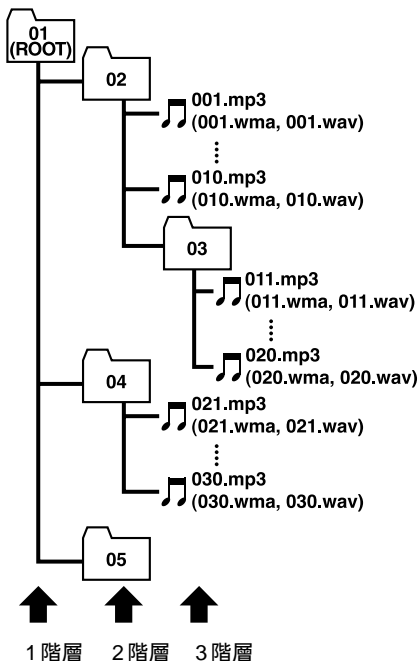 01
(ROOT)
02
001.mp3
(001.wma, 001.wav)
010.mp3
(010.wma, 010.wav)
03
011.mp3
(011.wma, 011.wav)
020.mp3
(020.wma, 020.wav)
04
021.mp3
(021.wma, 021.wav)
030.mp3
(030.wma, 030.wav)
05
1階層 2階層 3階層